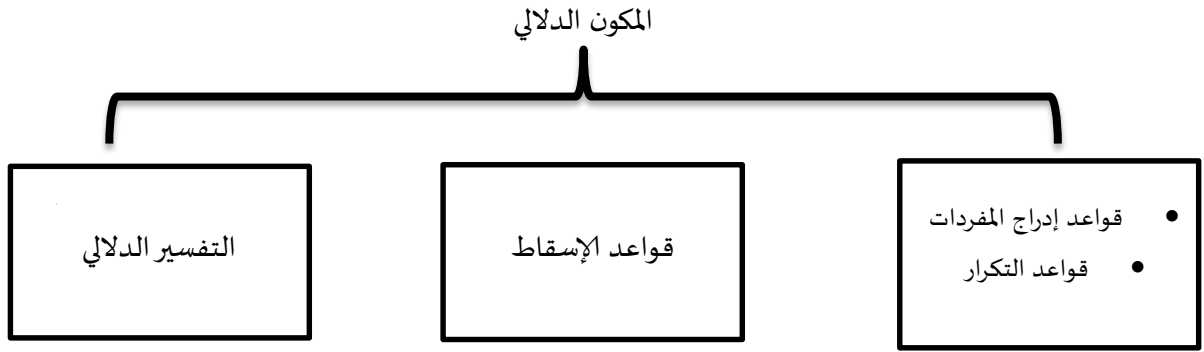 المكون الدلالي
قواعد إدراج المفردات
قواعد التكرار
قواعد الإسقاط
التفسير الدلالي